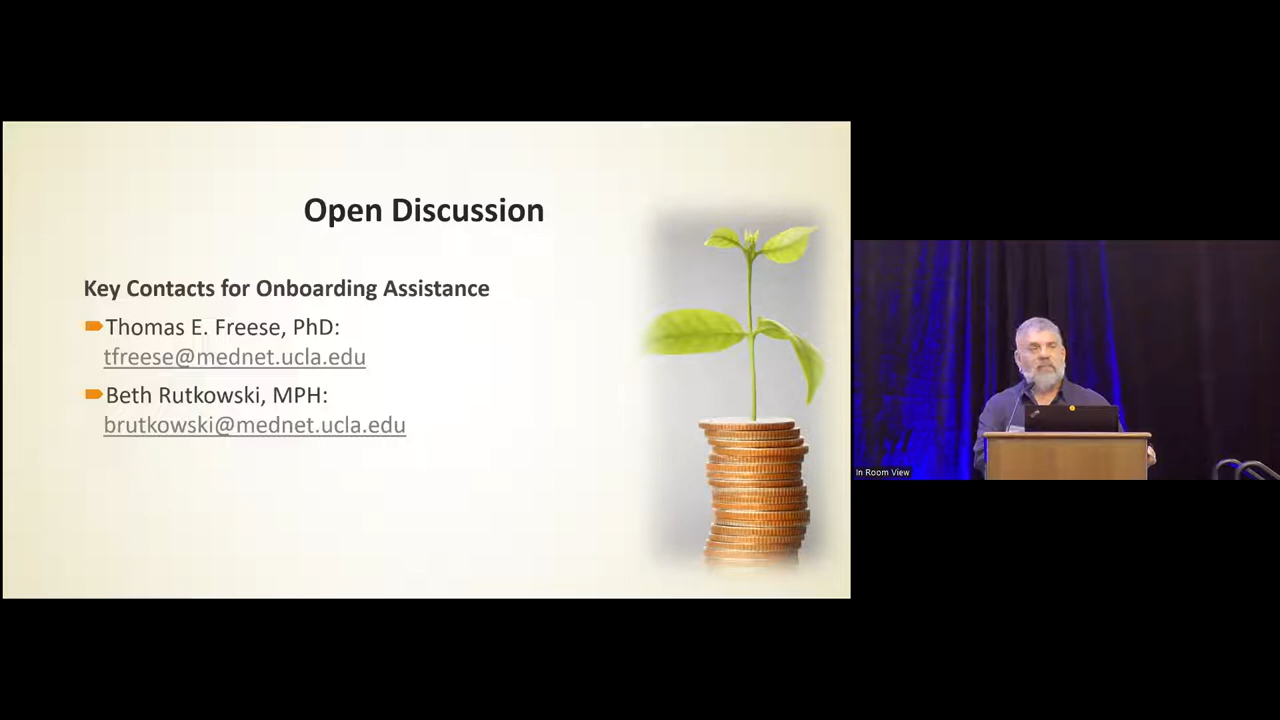 Open Discussion
Key Contacts for Onboarding Assistance
Thomas E. Freese, PhD:
tfreese@mednet.ucla.edu
Beth Rutkowski, MPH:
brutkowski@mednet.ucla.edu
In Room View